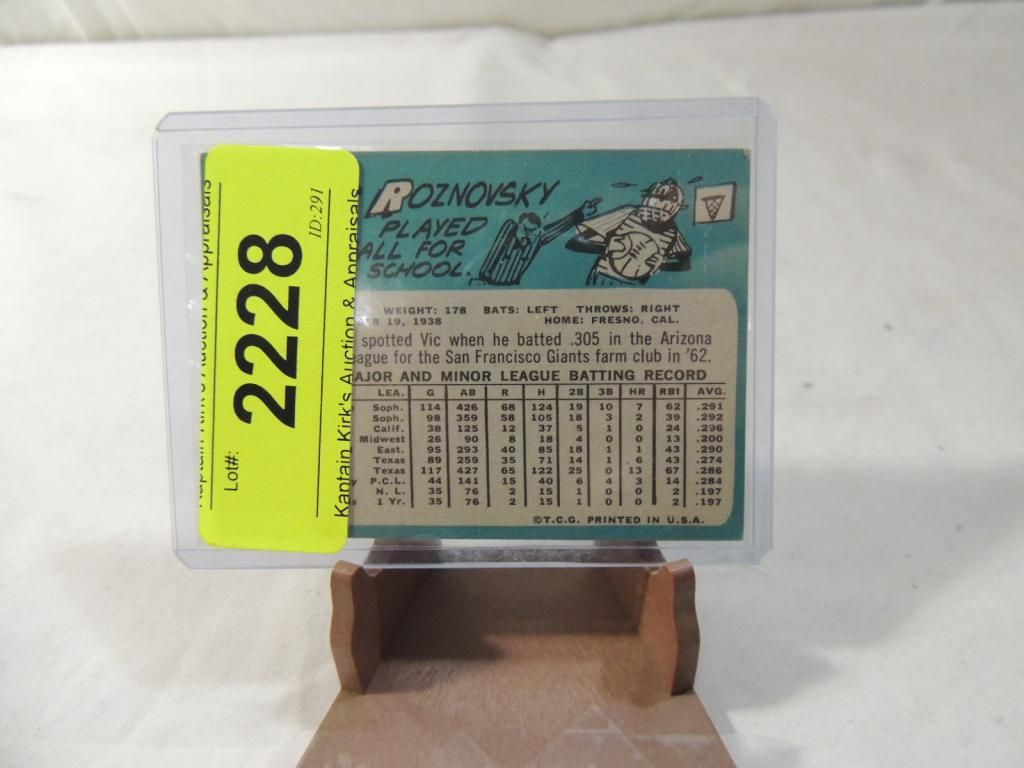 Kaptain Kirk's Auction & Appraisals
Lot#:
2228
ID:291
Kaptain Kirk's Auction & Appraisals
ROZNOVSKY
PLAYED
ALL FOR
SCHOOL.
WEIGHT: 178 BATS: LEFT THROWS: RIGHT
ER 19, 1938 HOME: FRESNO, CAL.
spotted Vic when he batted .305 in the Arizona
ague for the San Francisco Giants farm club in '62.
AJOR AND MINOR LEAGUE BATTING RECORD
LEA. G AB R H 2B 3B HR RBI AVG.
Soph. 114 426 68 124 19 10 7 62 .291
Soph. 98 359 58 105 18 3 2 39 .292
Calif. 38 125 12 37 5 1 0 24 .296
Midwest 26 90 8 18 4 0 0 13 .200
East. 95 293 40 85 18 1 1 43 .290
Texas 89 259 35 71 14 1 6 43 .274
Texas 117 427 65 122 25 0 13 67 .286
y P.C.L. 44 141 15 40 6 4 3 14 .284
N. L. 35 76 2 15 1 0 0 2 .197
s 1 Yr. 35 76 2 15 1 0 0 2 .197
©T.C.G. PRINTED IN U.S.A.